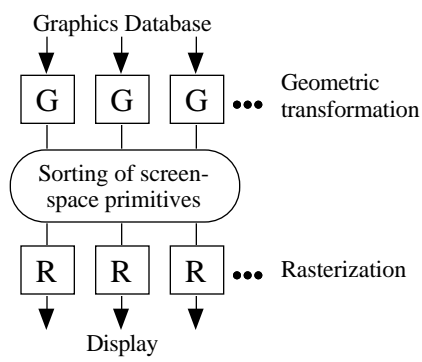 Graphics Database
G G G ••• Geometric
transformation
Sorting of screen-
space primitives
R R R ••• Rasterization
Display